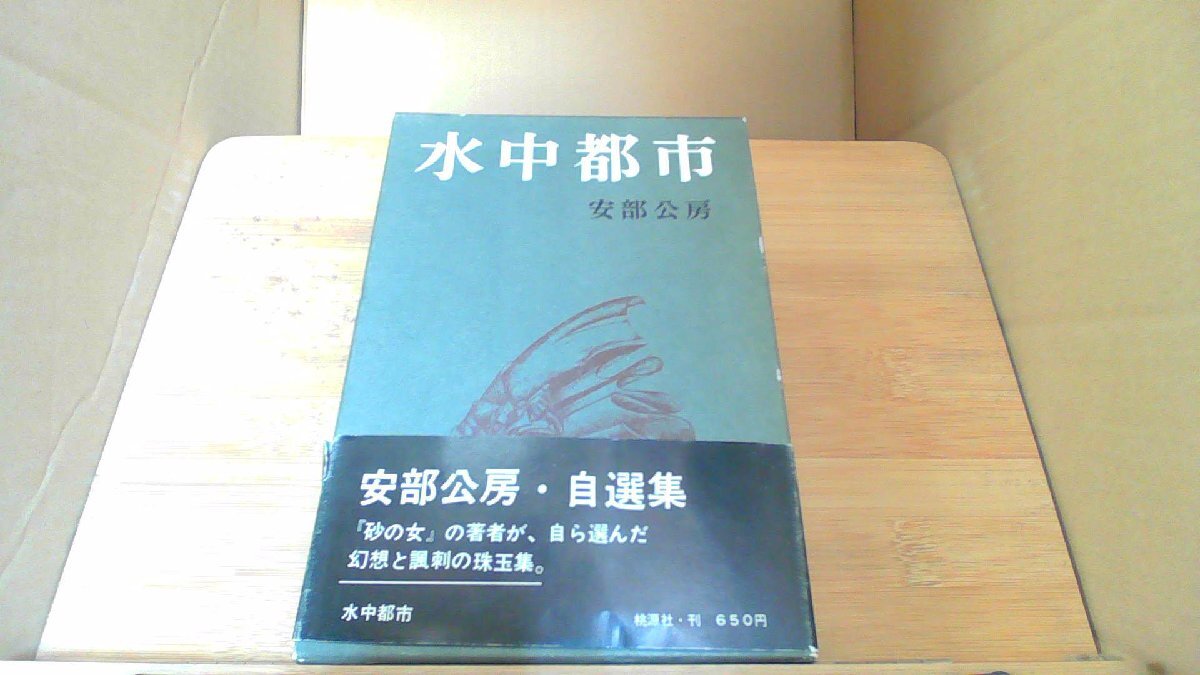 水中都市
安部公房
安部公房・自選集
『砂の女』の著者が、自ら選んだ
幻想と諷刺の珠玉集。
水中都市
桃源社・刊 650円